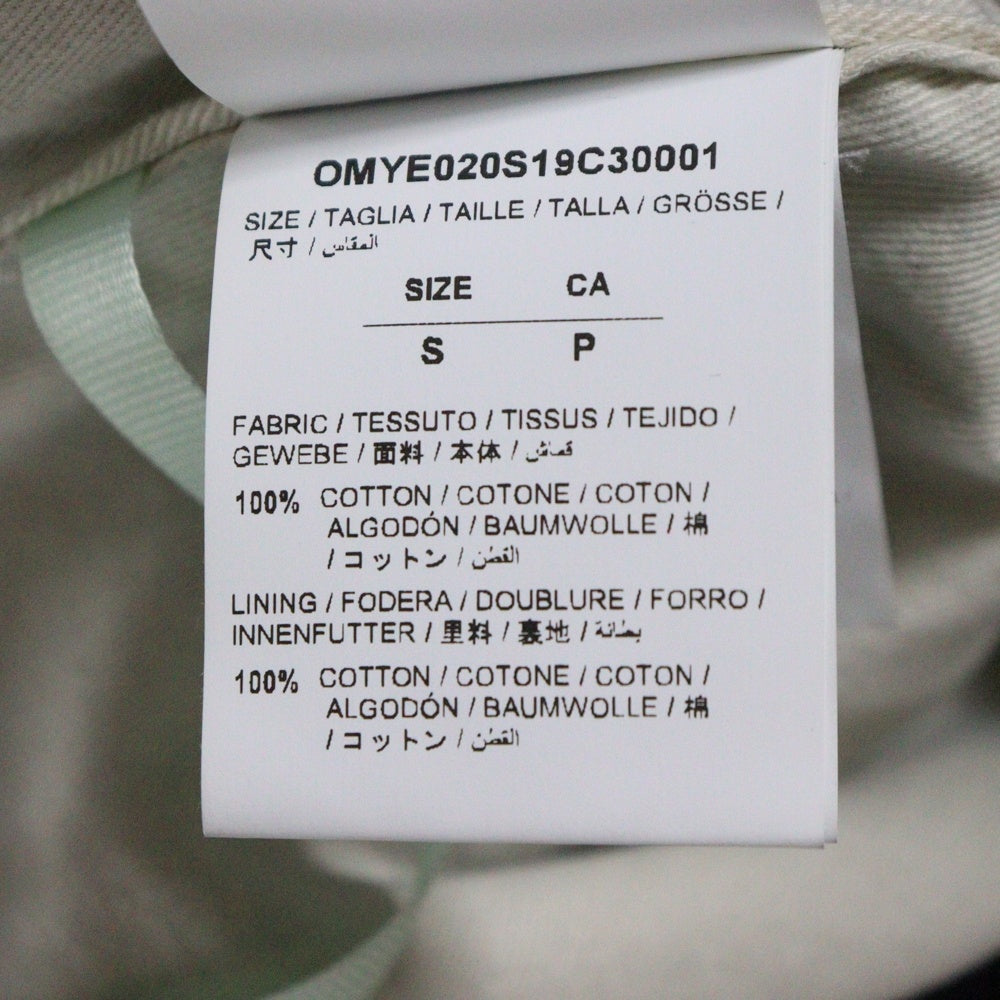 OMYE020S19C30001
SIZE / TAGLIA / TAILLE / TALLA / GRÖSSE /
尺寸 / المقاس
SIZE CA
S P
FABRIC / TESSUTO / TISSUS / TEJIDO /
GEWEBE / 面料 / 本体 / قماش
100% COTTON / COTONE / COTON /
ALGODÓN / BAUMWOLLE / 棉
/ コットン / القطن
LINING / FODERA / DOUBLURE / FORRO /
INNENFUTTER / 里料 / 裏地 / بطانة
100% COTTON / COTONE / COTON /
ALGODÓN / BAUMWOLLE / 棉
/ コットン / القطن